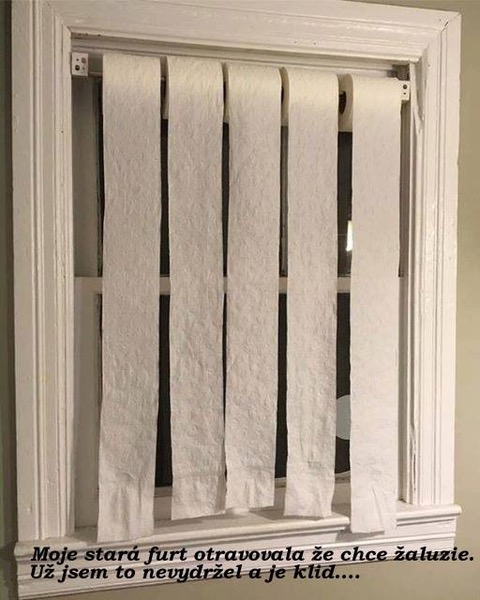 Moje stará furt otravovala že chce žaluzie.
Už jsem to nevydržel a je klid....